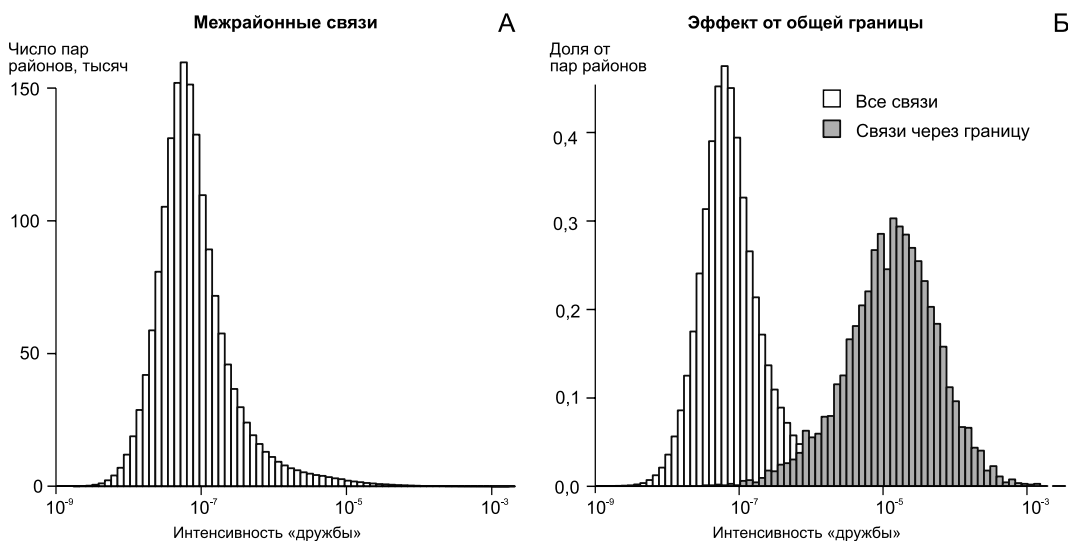 Межрайонные связи
А
Число пар
районов, тысяч
150
100
50
0
10⁻⁹
10⁻⁷
10⁻⁵
10⁻³
Интенсивность «дружбы»
Эффект от общей границы
Б
Доля от
пар районов
Все связи
Связи через границу
0,4
0,3
0,2
0,1
0,0
10⁻⁹
10⁻⁷
10⁻⁵
10⁻³
Интенсивность «дружбы»